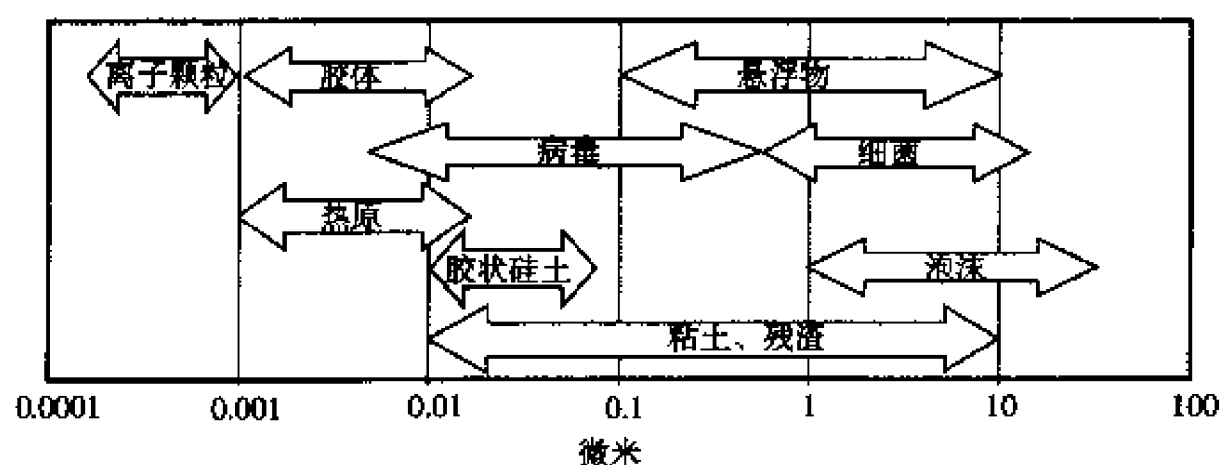 离子颗粒 胶体 悬浮物
病毒 细菌
热原
胶状硅土 泡沫
粘土、残渣
0.0001 0.001 0.01 0.1 1 10 100
微米